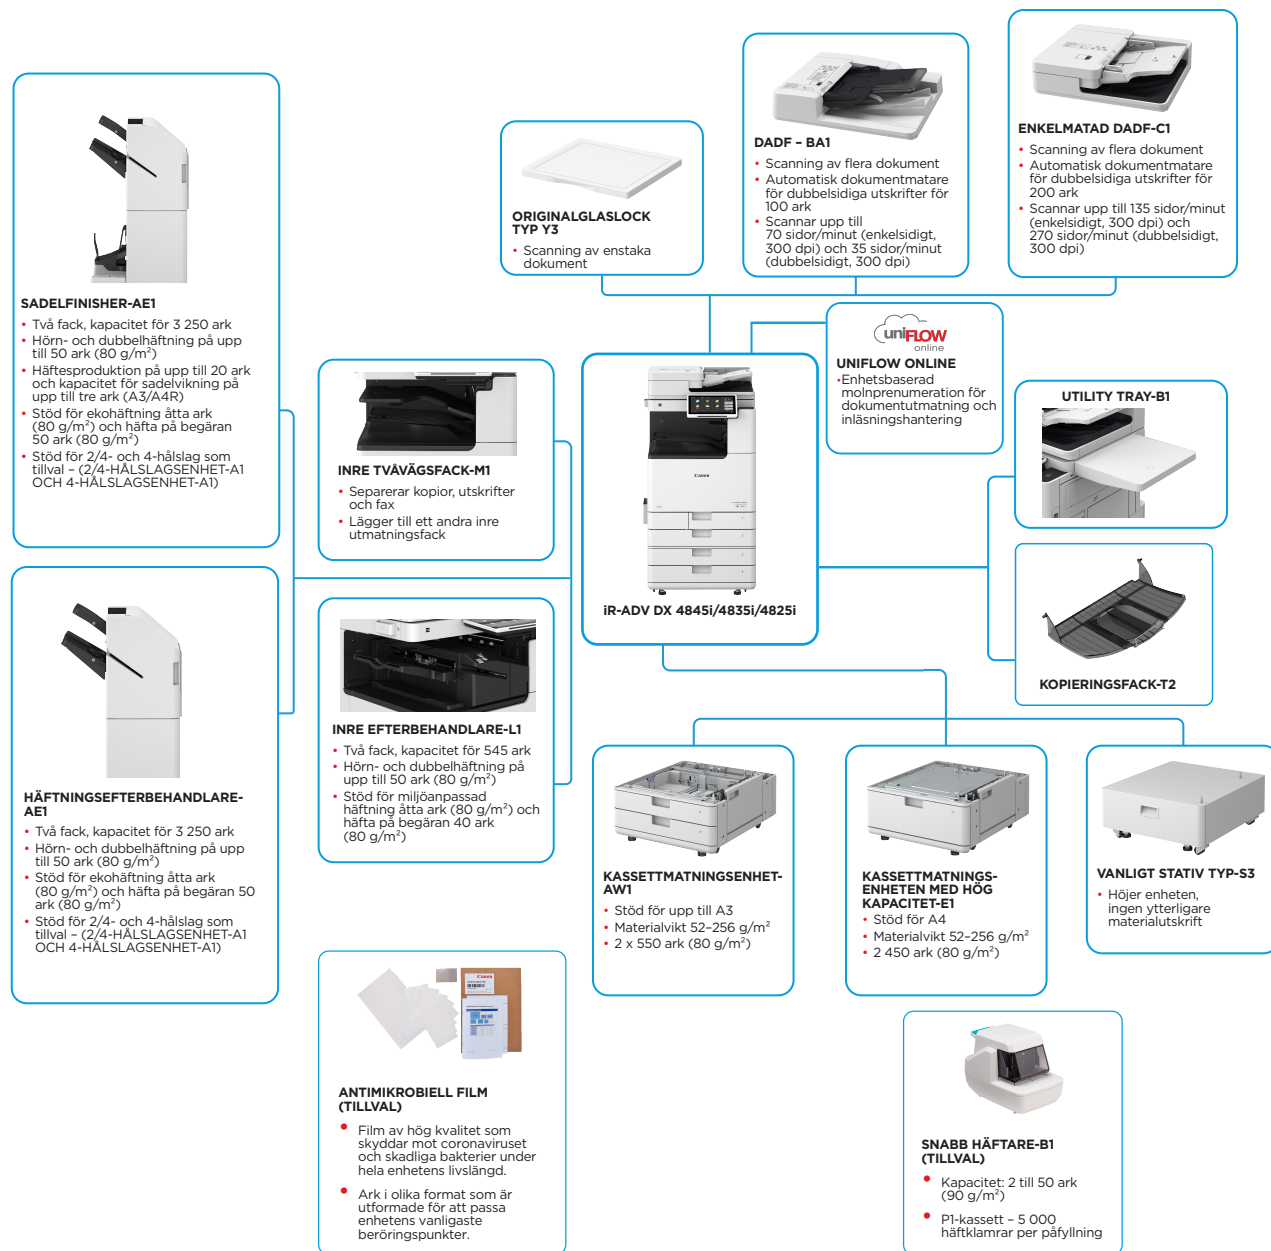 SADELFINISHER-AE1
• Två fack, kapacitet för 3 250 ark
• Hörn- och dubbelhäftning på upp
till 50 ark (80 g/m²)
• Häftesproduktion på upp till 20 ark
och kapacitet för sadelvikning på
upp till tre ark (A3/A4R)
• Stöd för ekohäftning åtta ark
(80 g/m²) och häfta på begäran
50 ark (80 g/m²)
• Stöd för 2/4- och 4-hålslag som
tillval – (2/4-HÅLSLAGSENHET-A1
OCH 4-HÅLSLAGSENHET-A1)
HÄFTNINGSEFTERBEHANDLARE-
AE1
• Två fack, kapacitet för 3 250 ark
• Hörn- och dubbelhäftning på upp
till 50 ark (80 g/m²)
• Stöd för ekohäftning åtta ark
(80 g/m²) och häfta på begäran 50
ark (80 g/m²)
• Stöd för 2/4- och 4-hålslag som
tillval – (2/4-HÅLSLAGSENHET-A1
OCH 4-HÅLSLAGSENHET-A1)
INRE TVÅVÄGSFACK-M1
• Separerar kopior, utskrifter
och fax
• Lägger till ett andra inre
utmatningsfack
INRE EFTERBEHANDLARE-L1
• Två fack, kapacitet för 545 ark
• Hörn- och dubbelhäftning på
upp till 50 ark (80 g/m²)
• Stöd för miljöanpassad
häftning åtta ark (80 g/m²) och
häfta på begäran 40 ark
(80 g/m²)
ORIGINALGLASLOCK
TYP Y3
• Scanning av enstaka
dokument
DADF – BA1
• Scanning av flera dokument
• Automatisk dokumentmatare
för dubbelsidiga utskrifter för
100 ark
• Scannar upp till
70 sidor/minut (enkelsidigt,
300 dpi) och 35 sidor/minut
(dubbelsidigt, 300 dpi)
ENKELMATAD DADF-C1
• Scanning av flera dokument
• Automatisk dokumentmatare
för dubbelsidiga utskrifter för
200 ark
• Scannar upp till 135 sidor/minut
(enkelsidigt, 300 dpi) och
270 sidor/minut (dubbelsidigt,
300 dpi)
uniFLOW
online
UNIFLOW ONLINE
•Enhetsbaserad
molnprenumeration för
dokumentutmatning och
inläsningshantering
Canon
iR-ADV DX 4845i/4835i/4825i
UTILITY TRAY-B1
KOPIERINGSFACK-T2
KASSETTMATNINGSENHET-
AW1
• Stöd för upp till A3
• Materialvikt 52–256 g/m²
• 2 x 550 ark (80 g/m²)
KASSETTMATNINGS-
ENHETEN MED HÖG
KAPACITET-E1
• Stöd för A4
• Materialvikt 52–256 g/m²
• 2 450 ark (80 g/m²)
VANLIGT STATIV TYP-S3
• Höjer enheten,
ingen ytterligare
materialutskrift
Canon
ANTIMIKROBIELL FILM
(TILLVAL)
• Film av hög kvalitet som
skyddar mot coronaviruset
och skadliga bakterier under
hela enhetens livslängd.
• Ark i olika format som är
utformade för att passa
enhetens vanligaste
beröringspunkter.
SNABB HÄFTARE-B1
(TILLVAL)
• Kapacitet: 2 till 50 ark
(90 g/m²)
• P1-kassett – 5 000
häftklamrar per påfyllning